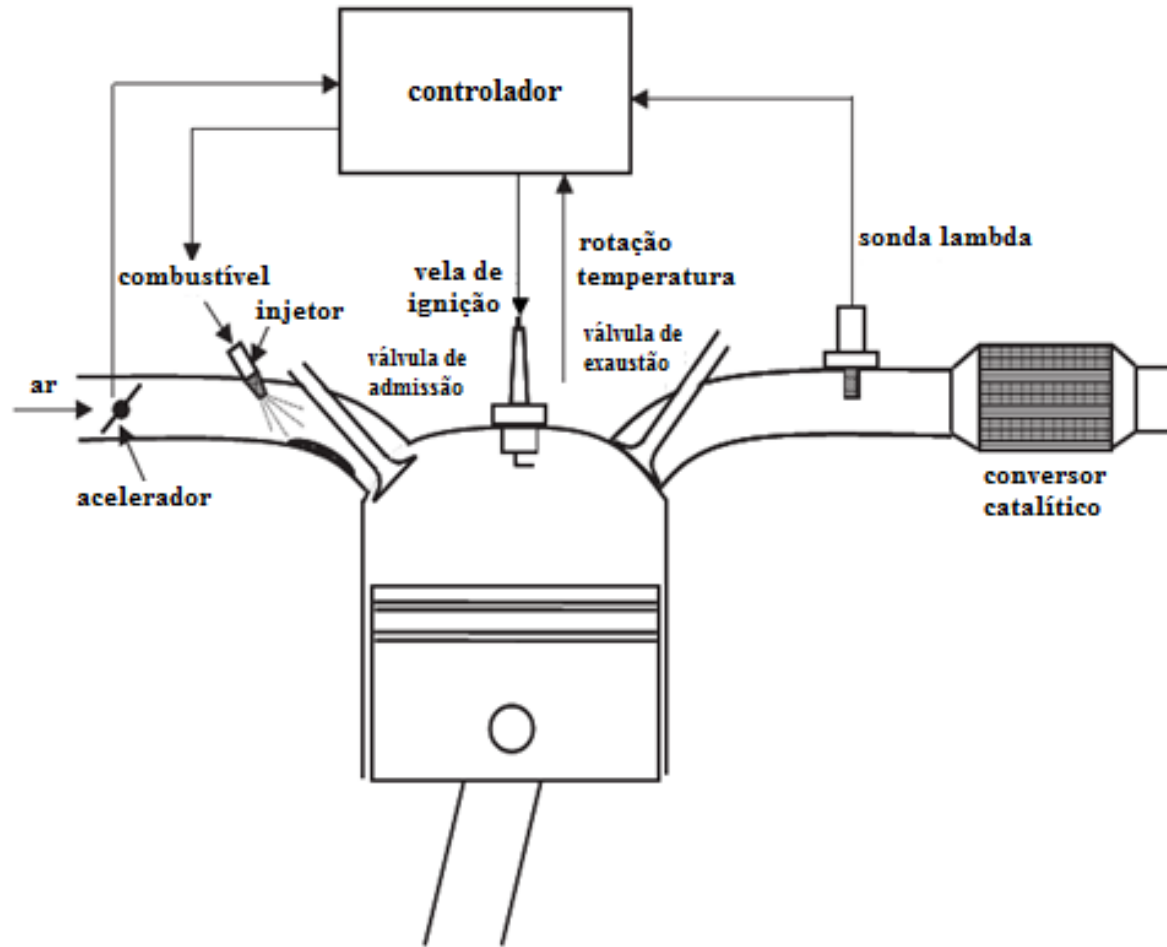 controlador
rotação
temperatura
sonda lambda
combustível
injetor
vela de
ignição
válvula de
admissão
válvula de
exaustão
ar
acelerador
conversor
catalítico